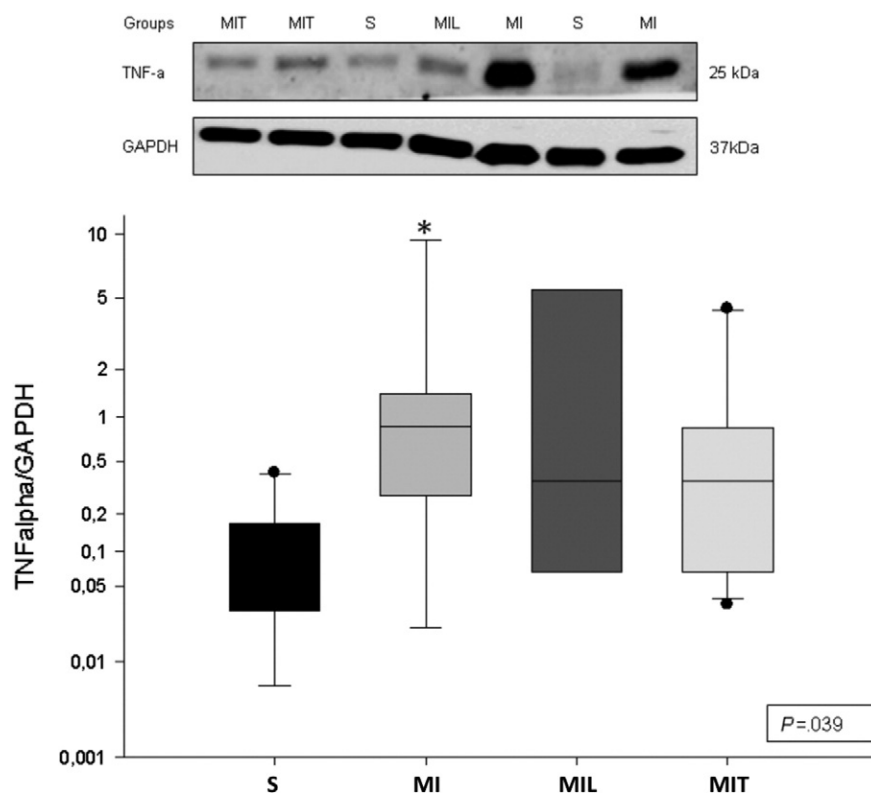 Groups MIT MIT S MIL MI S MI
TNF-a 25 kDa
GAPDH 37kDa
*
10
5
2
1
0,5
0,2
0,1
0,05
0,01
0,001
TNFalpha/GAPDH
P=.039
S MI MIL MIT